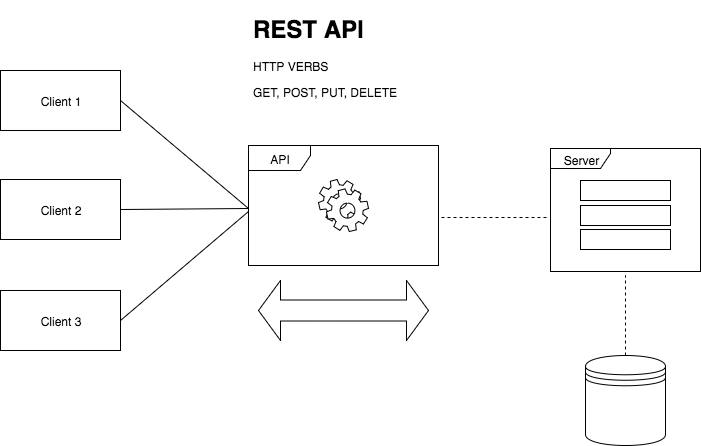 REST API
HTTP VERBS
GET, POST, PUT, DELETE
Client 1
Client 2
Client 3
API
Server